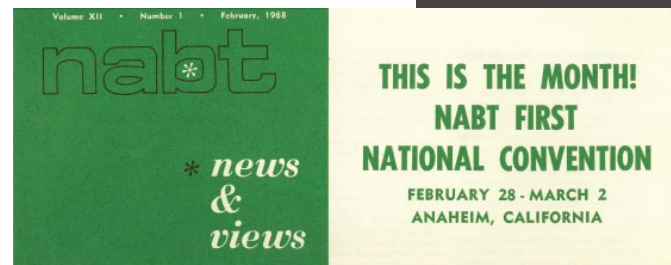 Volume XII • Number 1 • February, 1968
nabt
*
* news
&
views
THIS IS THE MONTH!
NABT FIRST
NATIONAL CONVENTION
FEBRUARY 28 - MARCH 2
ANAHEIM, CALIFORNIA